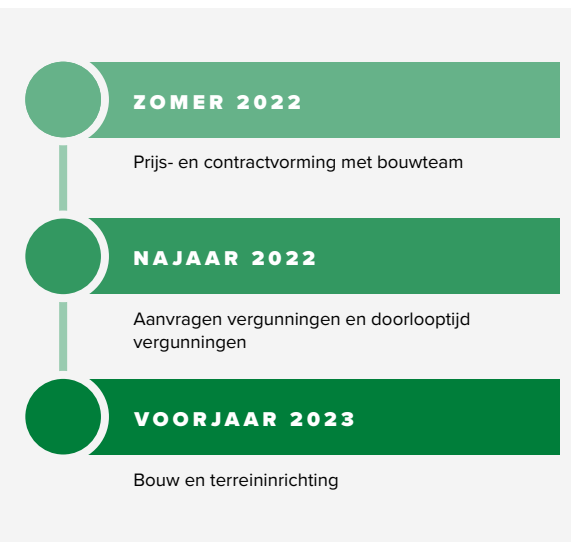 ZOMER 2022
Prijs- en contractvorming met bouwteam
NAJAAR 2022
Aanvragen vergunningen en doorlooptijd
vergunningen
VOORJAAR 2023
Bouw en terreininrichting